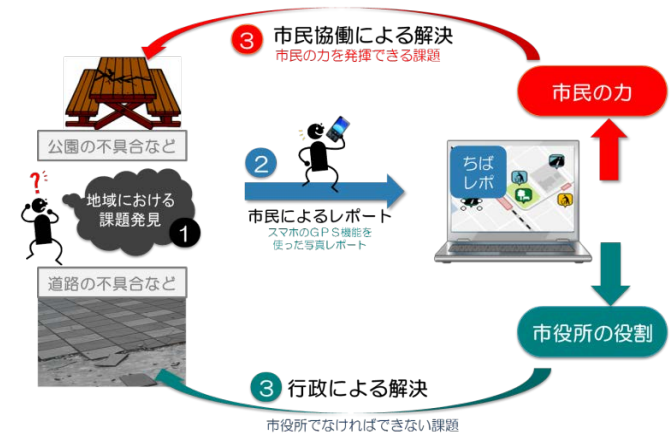 ③ 市民協働による解決
市民の力を発揮できる課題
市民の力
公園の不具合など
② 
ちば
レポ
地域における
課題発見
①
市民によるレポート
スマホのGPS機能を
使った写真レポート
道路の不具合など
市役所の役割
③ 行政による解決
市役所でなければできない課題